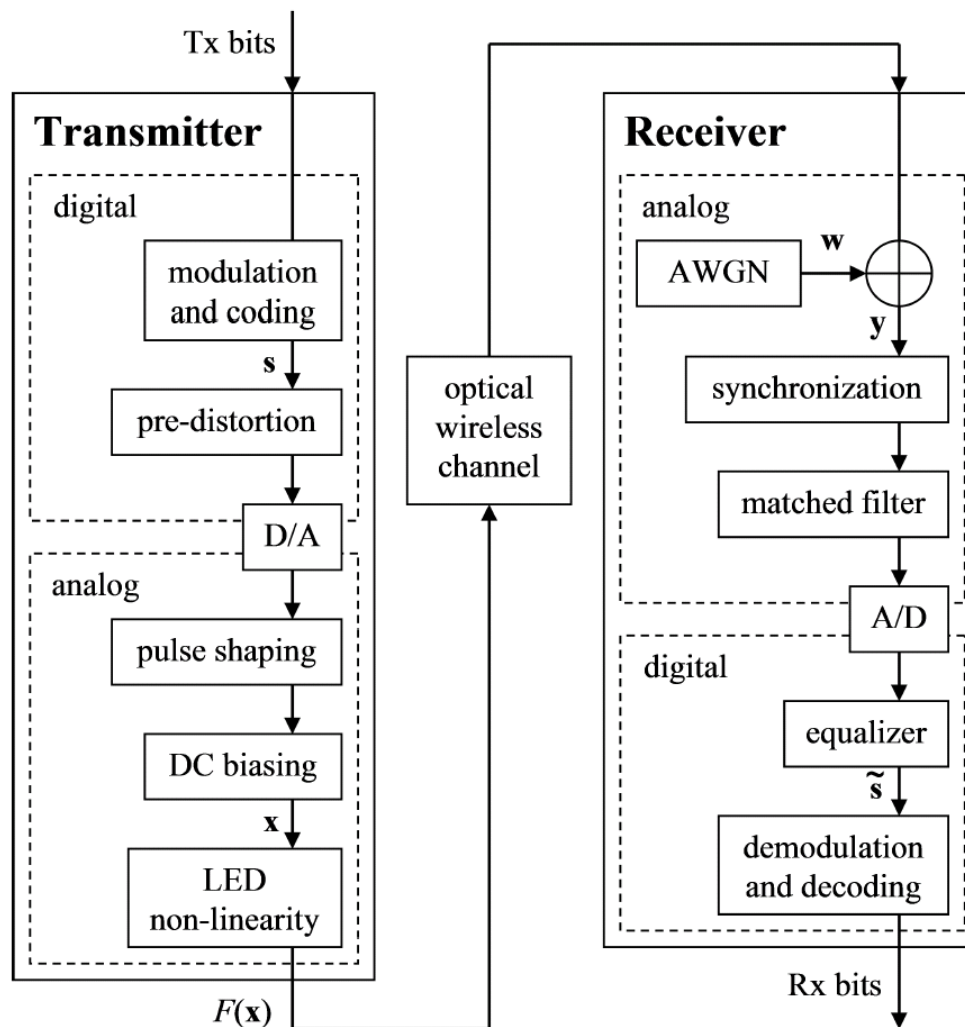 Tx bits
Transmitter
digital
modulation
and coding
s
pre-distortion
D/A
analog
pulse shaping
DC biasing
x
LED
non-linearity
F(x)
optical
wireless
channel
Receiver
analog
AWGN
w
y
synchronization
matched filter
A/D
digital
equalizer
s̃
demodulation
and decoding
Rx bits